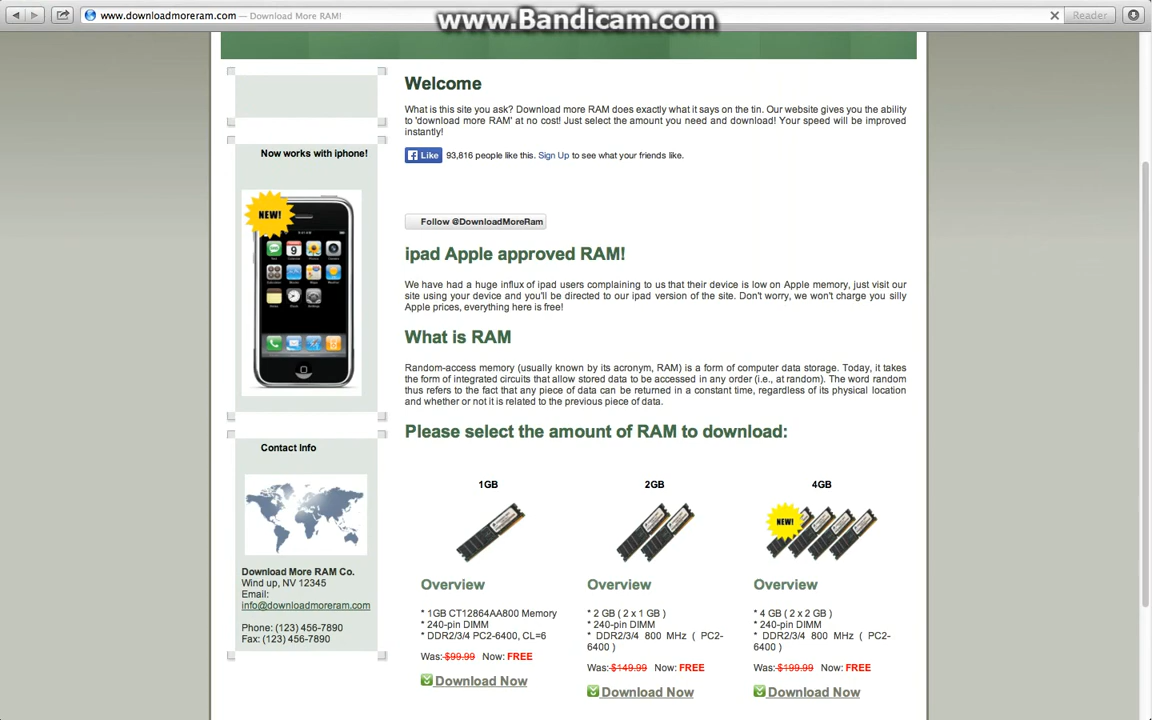 www.downloadmoreram.com — Download More RAM!
www.Bandicam.com
Reader
Welcome
What is this site you ask? Download more RAM does exactly what it says on the tin. Our website gives you the ability
to 'download more RAM' at no cost! Just select the amount you need and download! Your speed will be improved
instantly!
Like 93,816 people like this. Sign Up to see what your friends like.
Now works with iphone!
NEW!
Follow @DownloadMoreRam
ipad Apple approved RAM!
We have had a huge influx of ipad users complaining to us that their device is low on Apple memory, just visit our
site using your device and you'll be directed to our ipad version of the site. Don't worry, we won't charge you silly
Apple prices, everything here is free!
What is RAM
Random-access memory (usually known by its acronym, RAM) is a form of computer data storage. Today, it takes
the form of integrated circuits that allow stored data to be accessed in any order (i.e., at random). The word random
thus refers to the fact that any piece of data can be returned in a constant time, regardless of its physical location
and whether or not it is related to the previous piece of data.
Please select the amount of RAM to download:
Contact Info
Download More RAM Co.
Wind up, NV 12345
Email:
info@downloadmoreram.com
Phone: (123) 456-7890
Fax: (123) 456-7890
1GB
Overview
* 1GB CT12864AA800 Memory
* 240-pin DIMM
* DDR2/3/4 PC2-6400, CL=6
Was: $99.99 Now: FREE
Download Now
2GB
Overview
* 2 GB ( 2 x 1 GB )
* 240-pin DIMM
* DDR2/3/4 800 MHz ( PC2-
6400 )
Was: $149.99 Now: FREE
Download Now
4GB
NEW!
Overview
* 4 GB ( 2 x 2 GB )
* 240-pin DIMM
* DDR2/3/4 800 MHz ( PC2-
6400 )
Was: $199.99 Now: FREE
Download Now